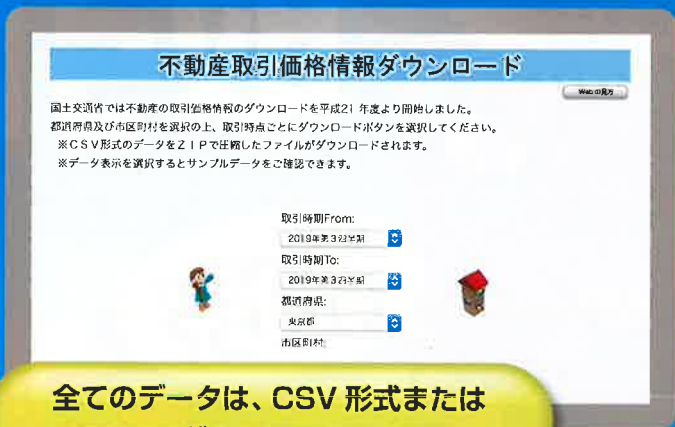 不動産取引価格情報ダウンロード
Webの見方
国土交通省では不動産の取引価格情報のダウンロードを平成21年度より開始しました。
都道府県及び市区町村を選択の上、取引時点ごとにダウンロードボタンを選択してください。
※CSV形式のデータをZIPで圧縮したファイルがダウンロードされます。
※データ表示を選択するとサンプルデータをご確認できます。
取引時期From:
2019年第3四半期
取引時期To:
2019年第3四半期
都道府県:
東京都
市区町村:
全てのデータは、CSV 形式または